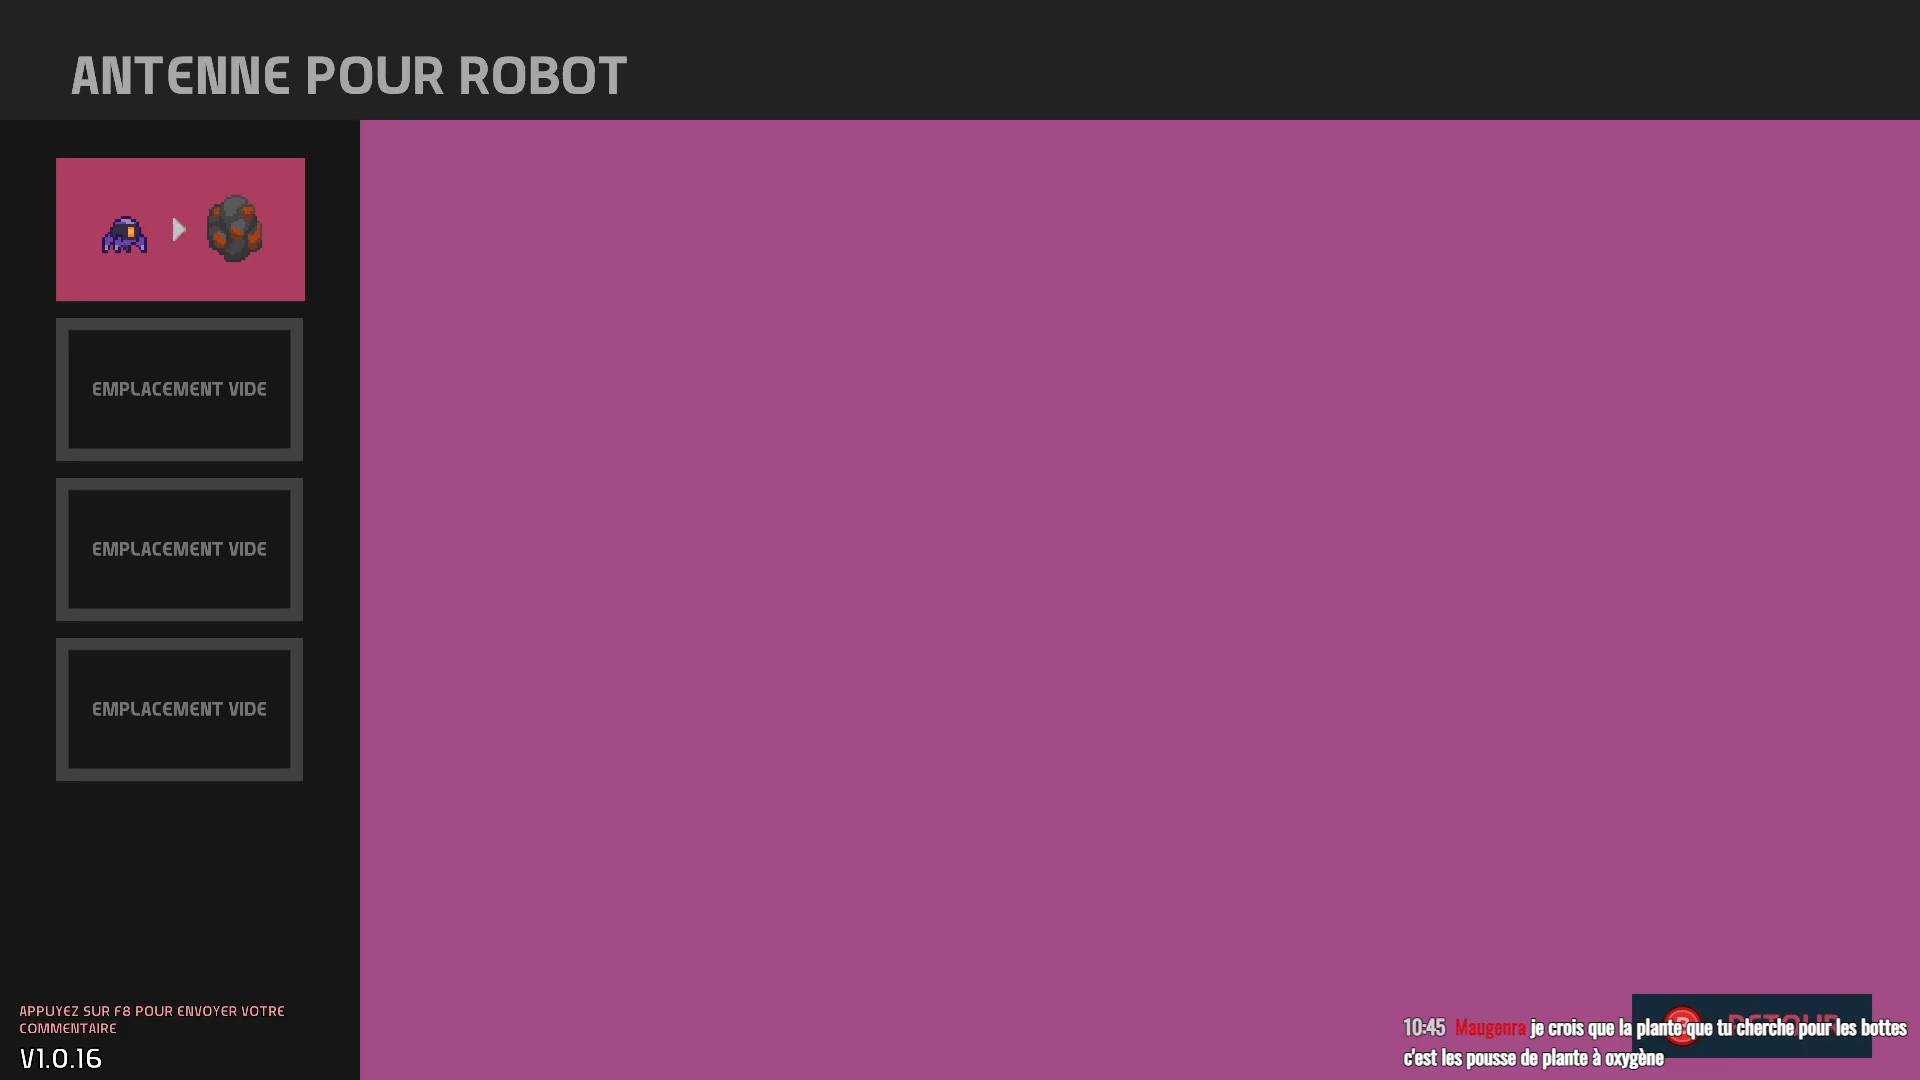 ANTENNE POUR ROBOT
EMPLACEMENT VIDE
EMPLACEMENT VIDE
EMPLACEMENT VIDE
APPUYEZ SUR F8 POUR ENVOYER VOTRE
COMMENTAIRE
V1.0.16
B RETOUR
10:45 Maugenra je crois que la plante que tu cherche pour les bottes
c'est les pousse de plante à oxygène